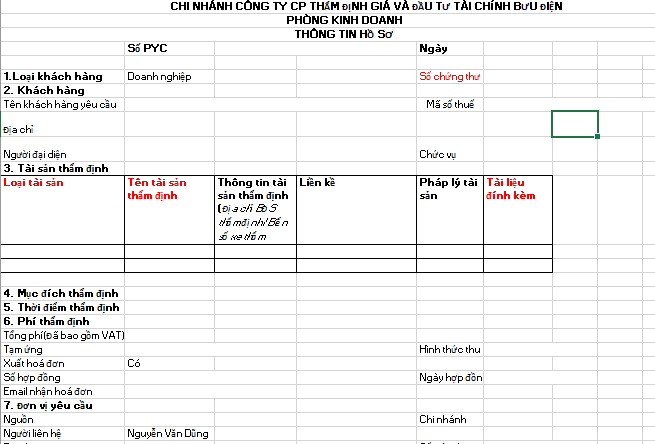 CHI NHÁNH CÔNG TY CP THẨM ĐỊNH GIÁ VÀ ĐẦU TƯ TÀI CHÍNH BƯU ĐIỆN
PHÒNG KINH DOANH
THÔNG TIN HỒ SƠ
Số PYC Ngày
1.Loại khách hàng Doanh nghiệp Số chứng thư
2. Khách hàng
Tên khách hàng yêu cầu Mã số thuế
Địa chỉ
Người đại diện Chức vụ
3. Tài sản thẩm định
Loại tài sản Tên tài sản Thông tin tài Liền kề Pháp lý tài Tài liệu
thẩm định sản thẩm định sản đính kèm
(Địa chỉ BĐS
thẩm định/ Biển
số xe thẩm
4. Mục đích thẩm định
5. Thời điểm thẩm định
6. Phí thẩm định
Tổng phí(Đã bao gồm VAT)
Tạm ứng Hình thức thu
Xuất hoá đơn Có
Số hợp đồng Ngày hợp đồn
Email nhận hoá đơn
7. Đơn vị yêu cầu
Nguồn Chi nhánh
Người liên hệ Nguyễn Văn Dũng